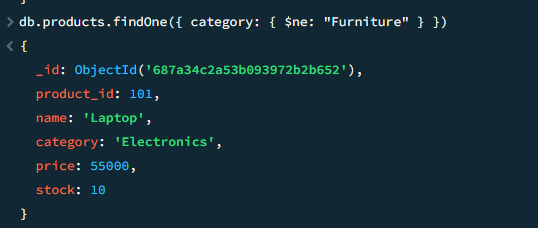 > db.products.findOne({ category: { $ne: "Furniture" } })
< {
_id: ObjectId('687a34c2a53b093972b2b652'),
product_id: 101,
name: 'Laptop',
category: 'Electronics',
price: 55000,
stock: 10
}